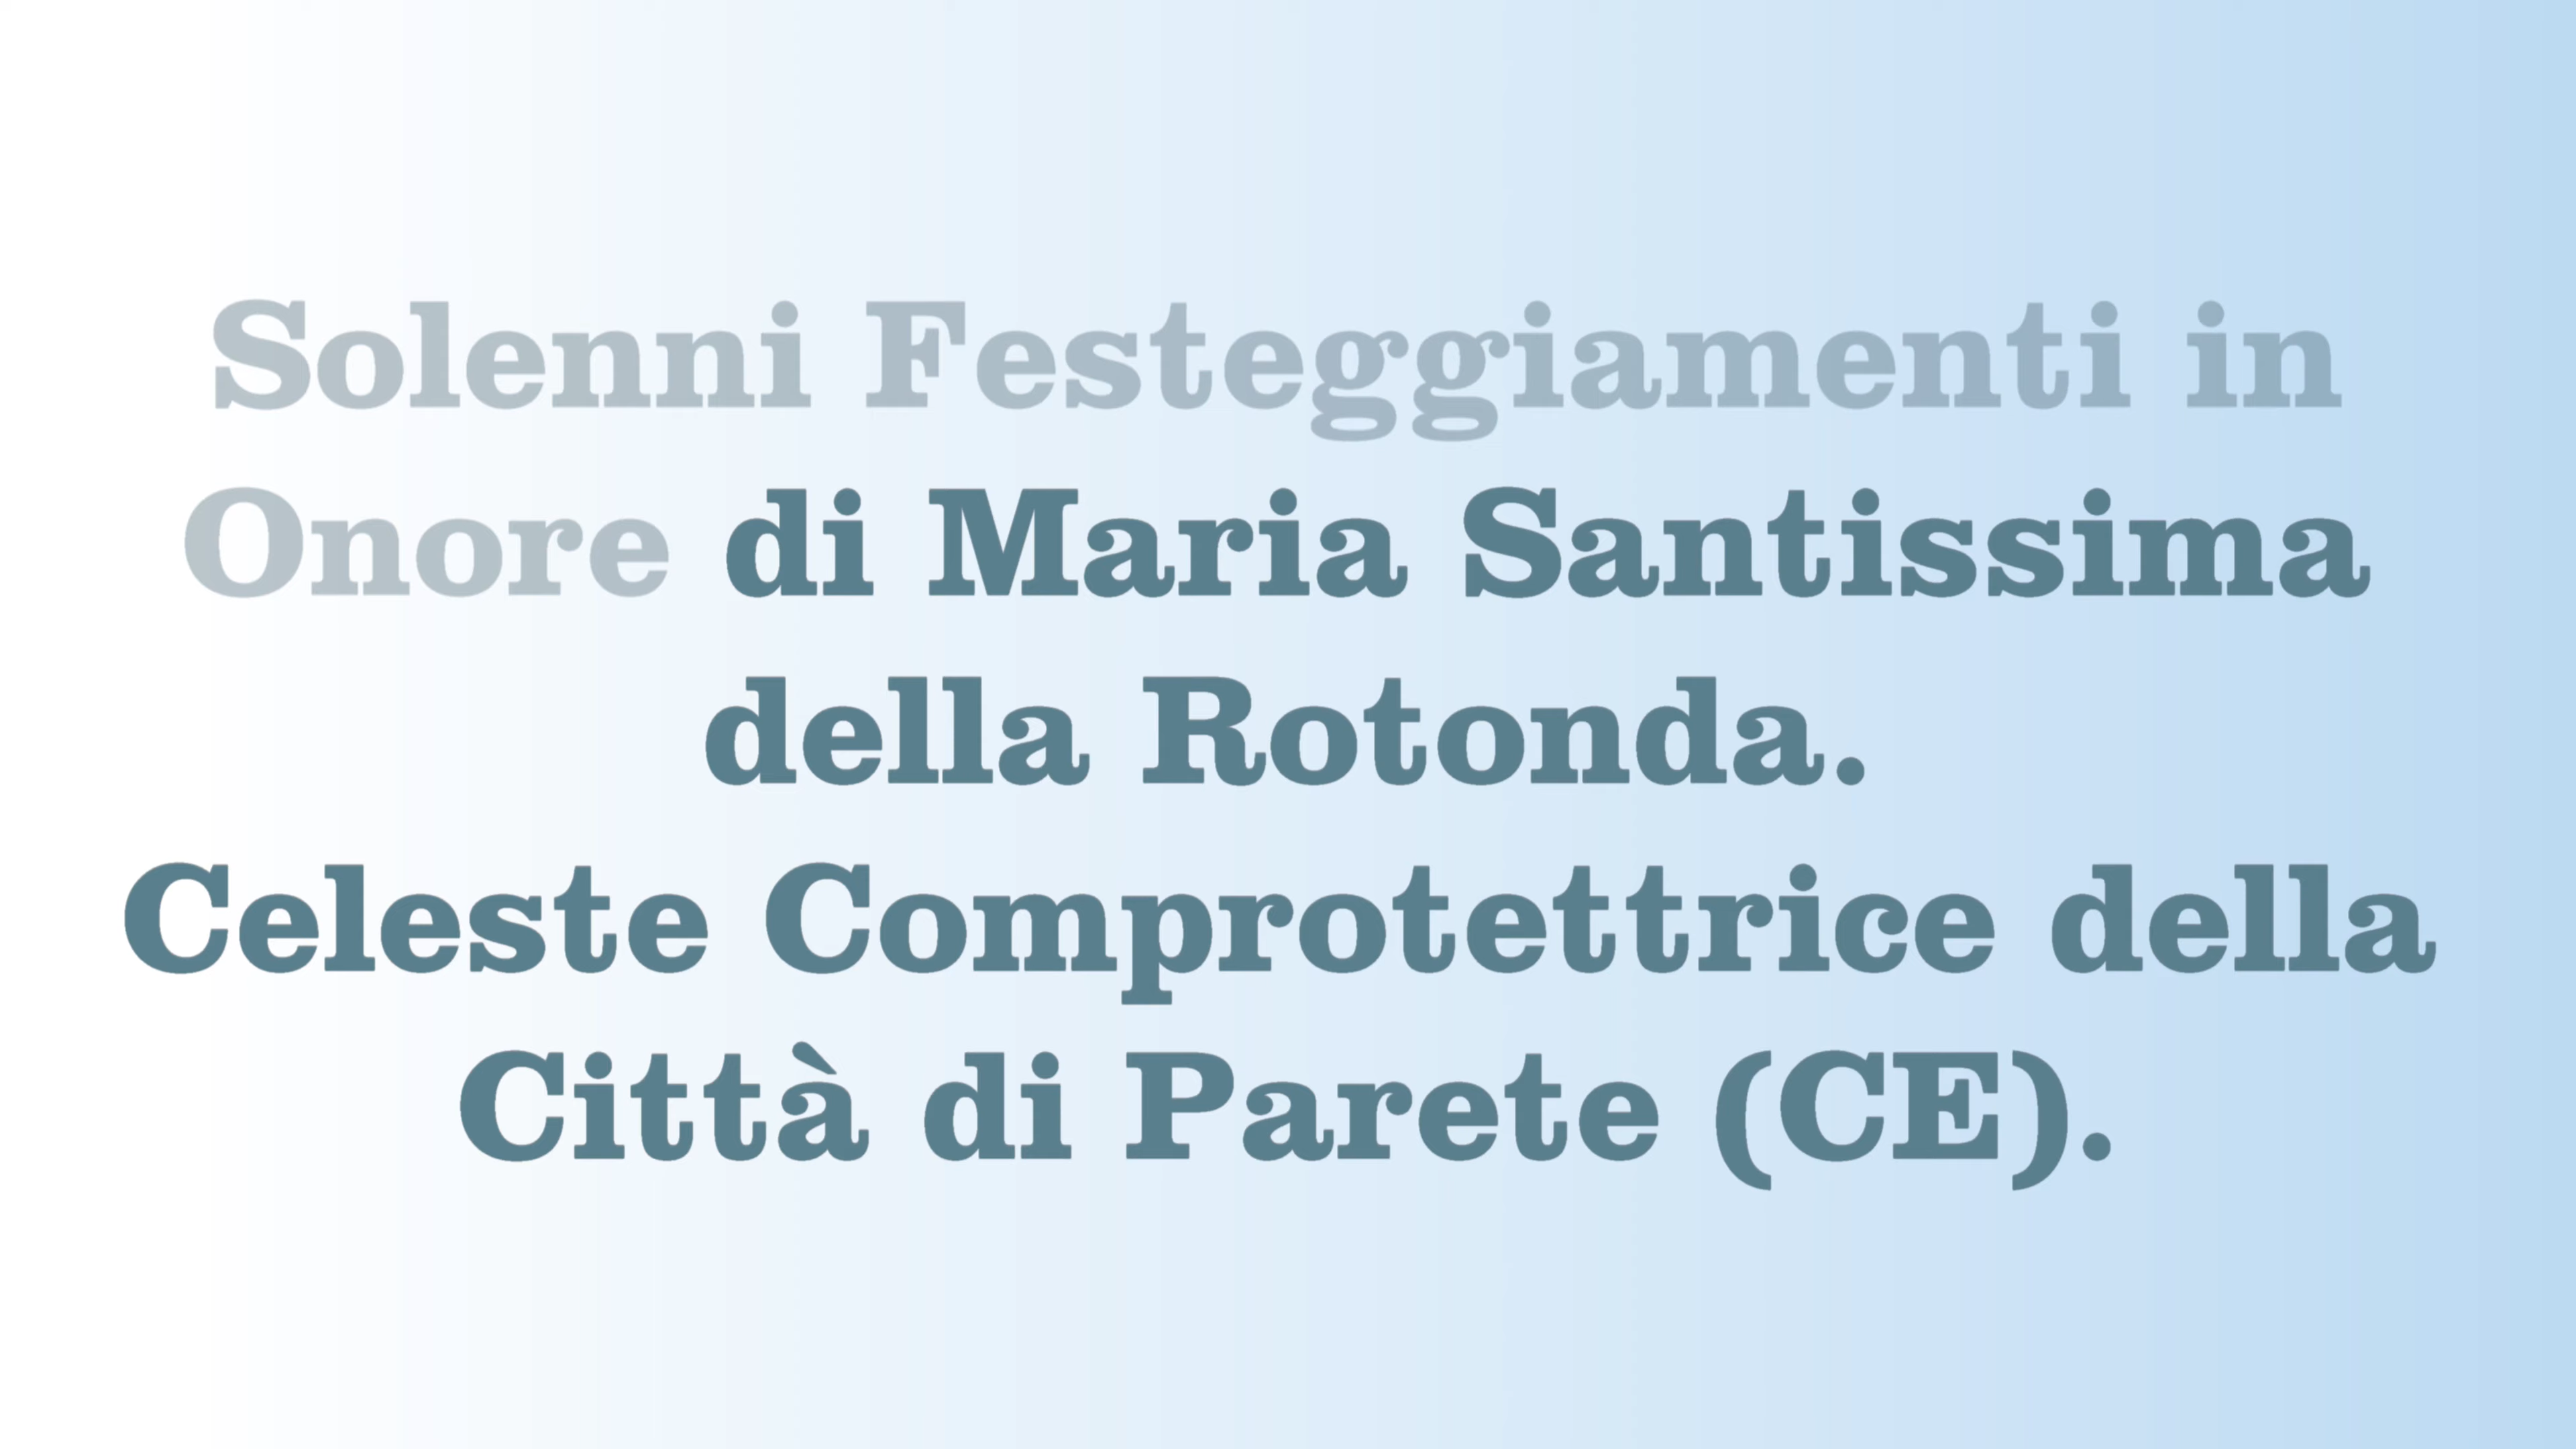 Solenni Festeggiamenti in
Onore di Maria Santissima
della Rotonda.
Celeste Comprotettrice della
Città di Parete (CE).